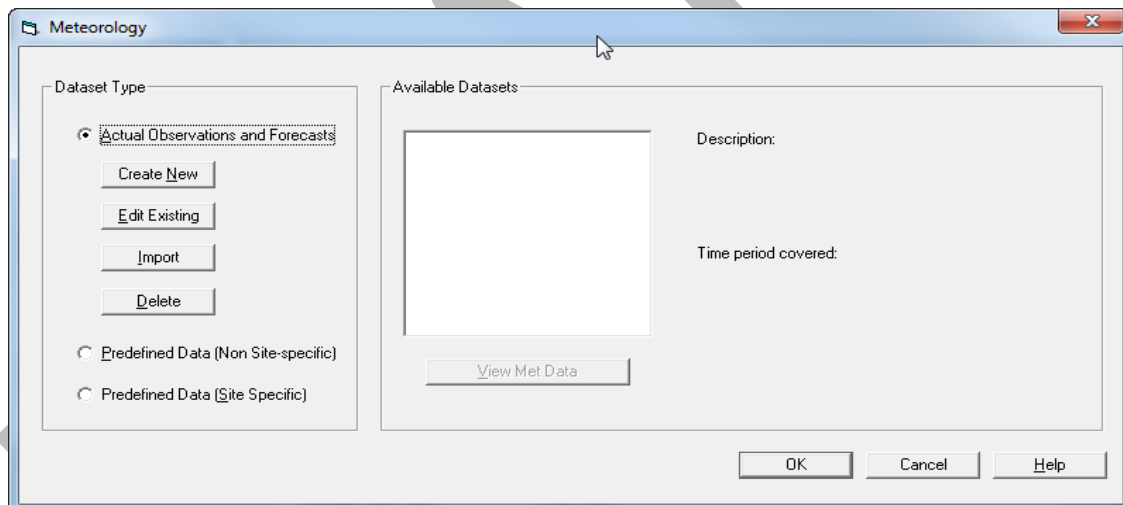 Meteorology
Dataset Type
Actual Observations and Forecasts
Create New
Edit Existing
Import
Delete
Predefined Data (Non Site-specific)
Predefined Data (Site Specific)
Available Datasets
Description:
Time period covered:
View Met Data
OK
Cancel
Help